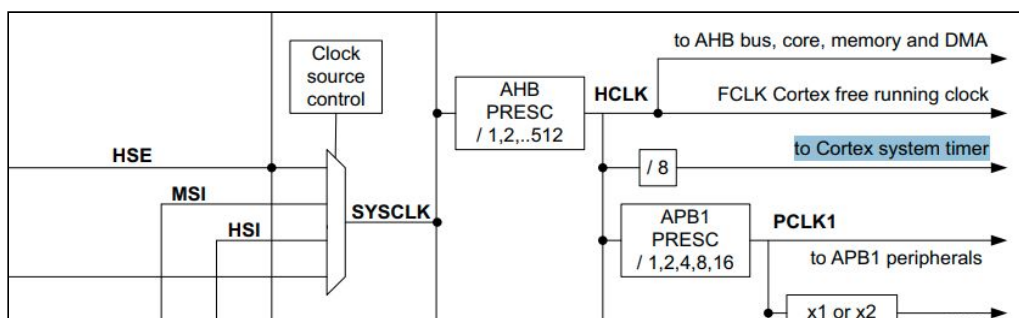 to AHB bus, core, memory and DMA
Clock
source
control
AHB
PRESC
/ 1,2,..512
HCLK
FCLK Cortex free running clock
HSE
to Cortex system timer
/ 8
MSI
SYSCLK
HSI
APB1
PRESC
/ 1,2,4,8,16
PCLK1
to APB1 peripherals
x1 or x2